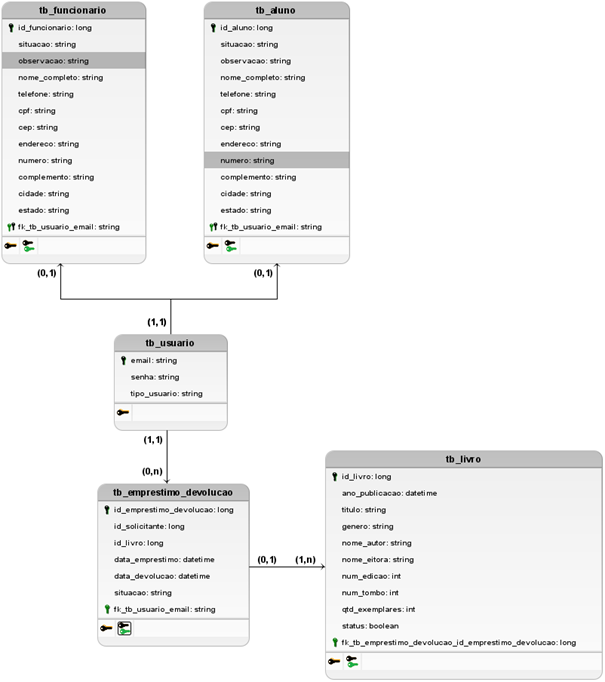 tb_funcionario
id_funcionario: long
situacao: string
observacao: string
nome_completo: string
telefone: string
cpf: string
cep: string
endereco: string
numero: string
complemento: string
cidade: string
estado: string
fk_tb_usuario_email: string
tb_aluno
id_aluno: long
situacao: string
observacao: string
nome_completo: string
telefone: string
cpf: string
cep: string
endereco: string
numero: string
complemento: string
cidade: string
estado: string
fk_tb_usuario_email: string
(0,1)
(0,1)
(1,1)
tb_usuario
email: string
senha: string
tipo_usuario: string
(1,1)
(0,n)
tb_emprestimo_devolucao
id_emprestimo_devolucao: long
id_solicitante: long
id_livro: long
data_emprestimo: datetime
data_devolucao: datetime
situacao: string
fk_tb_usuario_email: string
(0,1)
(1,n)
tb_livro
id_livro: long
ano_publicacao: datetime
titulo: string
genero: string
nome_autor: string
nome_eitora: string
num_edicao: int
num_tombo: int
qtd_exemplares: int
status: boolean
fk_tb_emprestimo_devolucao_id_emprestimo_devolucao: long